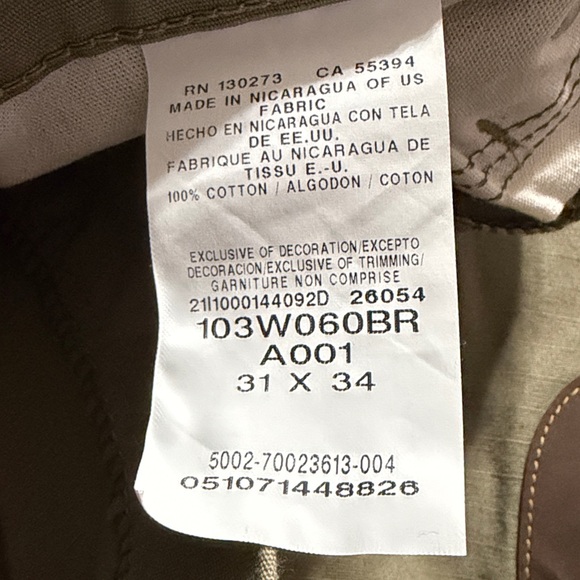 RN 130273 CA 55394
MADE IN NICARAGUA OF US
FABRIC
HECHO EN NICARAGUA CON TELA
DE EE.UU.
FABRIQUE AU NICARAGUA DE
TISSU E.-U.
100% COTTON / ALGODON / COTON
EXCLUSIVE OF DECORATION/EXCEPTO
DECORACION/EXCLUSIVE OF TRIMMING/
GARNITURE NON COMPRISE
21I1000144092D 26054
103W060BR
A001
31 X 34
5002-70023613-004
051071448826